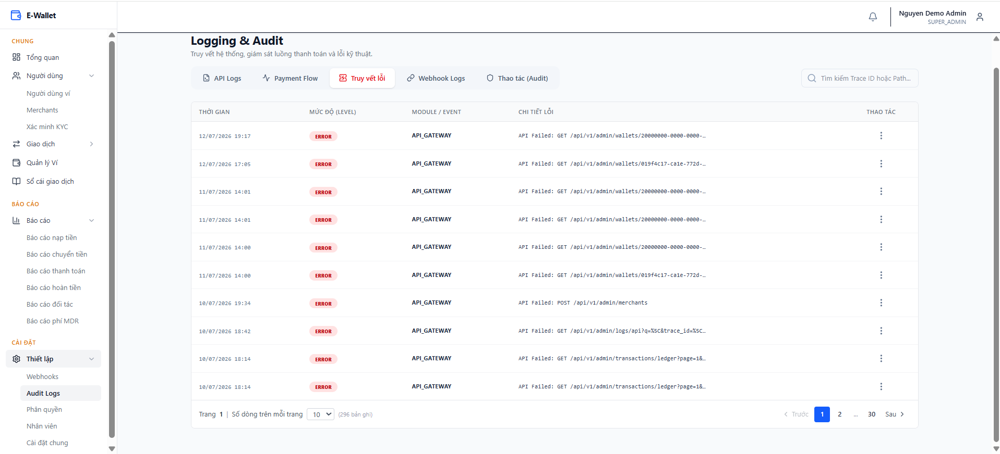 E-Wallet
Nguyen Demo Admin
SUPER_ADMIN
CHUNG
Tổng quan
Người dùng
Người dùng ví
Merchants
Xác minh KYC
Giao dịch
Quản lý Ví
Sổ cái giao dịch
BÁO CÁO
Báo cáo
Báo cáo nạp tiền
Báo cáo chuyển tiền
Báo cáo thanh toán
Báo cáo hoàn tiền
Báo cáo đối tác
Báo cáo phí MDR
CÀI ĐẶT
Thiết lập
Webhooks
Audit Logs
Phân quyền
Nhân viên
Cài đặt chung
Logging & Audit
Truy vết hệ thống, giám sát luồng thanh toán và lỗi kỹ thuật.
API Logs Payment Flow Truy vết lỗi Webhook Logs Thao tác (Audit) Tìm kiếm Trace ID hoặc Path...
THỜI GIAN MỨC ĐỘ (LEVEL) MODULE / EVENT CHI TIẾT LỖI THAO TÁC
12/07/2026 19:17 ERROR API_GATEWAY API Failed: GET /api/v1/admin/wallets/20000000-0000-0000-…
12/07/2026 17:05 ERROR API_GATEWAY API Failed: GET /api/v1/admin/wallets/019f4c17-ca1e-772d-…
11/07/2026 14:01 ERROR API_GATEWAY API Failed: GET /api/v1/admin/wallets/20000000-0000-0000-…
11/07/2026 14:01 ERROR API_GATEWAY API Failed: GET /api/v1/admin/wallets/20000000-0000-0000-…
11/07/2026 14:00 ERROR API_GATEWAY API Failed: GET /api/v1/admin/wallets/20000000-0000-0000-…
11/07/2026 14:00 ERROR API_GATEWAY API Failed: GET /api/v1/admin/wallets/019f4c17-ca1e-772d-…
10/07/2026 19:34 ERROR API_GATEWAY API Failed: POST /api/v1/admin/merchants
10/07/2026 18:42 ERROR API_GATEWAY API Failed: GET /api/v1/admin/logs/api?q=%5C&trace_id=%5C…
10/07/2026 18:14 ERROR API_GATEWAY API Failed: GET /api/v1/admin/transactions/ledger?page=1&…
10/07/2026 18:14 ERROR API_GATEWAY API Failed: GET /api/v1/admin/transactions/ledger?page=1&…
Trang 1 | Số dòng trên mỗi trang 10 (296 bản ghi) Trước 1 2 ... 30 Sau